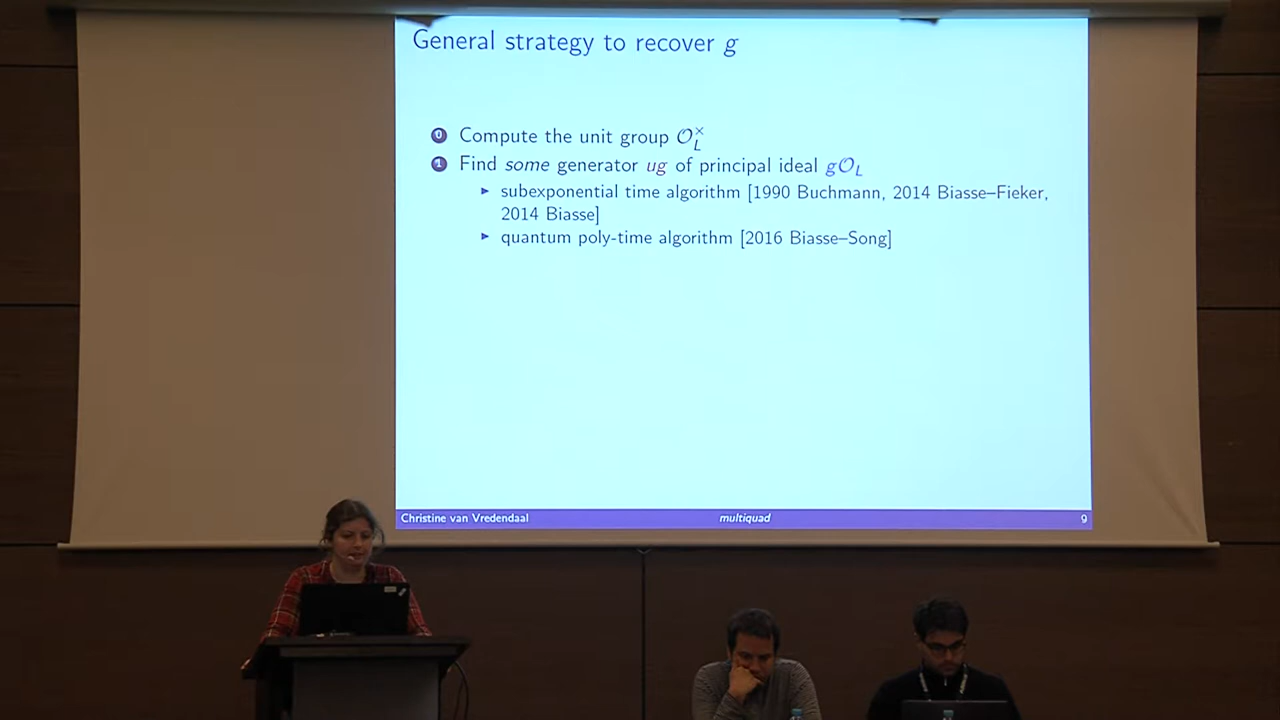 General strategy to recover g
0 Compute the unit group 𝒪_L^×
1 Find some generator ug of principal ideal g𝒪_L
▶ subexponential time algorithm [1990 Buchmann, 2014 Biasse–Fieker,
2014 Biasse]
▶ quantum poly-time algorithm [2016 Biasse–Song]
Christine van Vredendaal multiquad 9